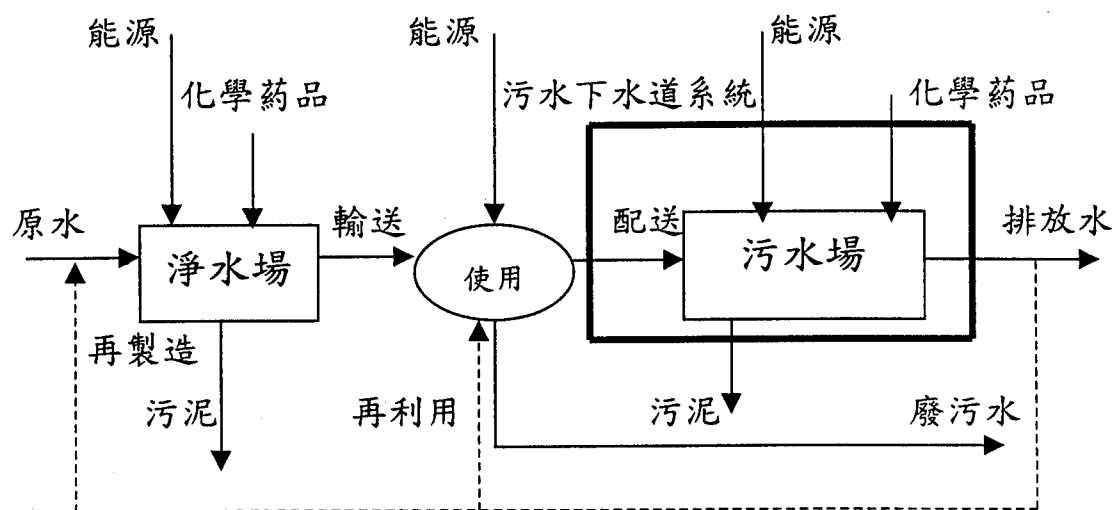 能源
能源
能源
化學葯品
污水下水道系統
化學葯品
原水
輸送
配送
排放水
淨水場
使用
污水場
再製造
污泥
再利用
污泥
廢污水